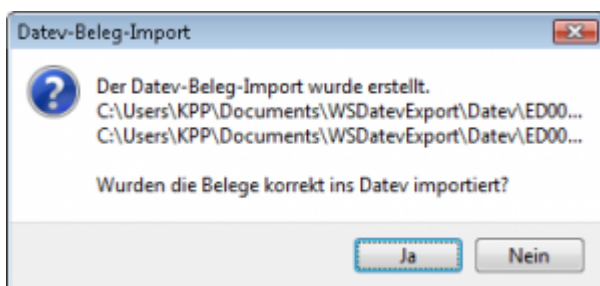 Datev-Beleg-Import
Der Datev-Beleg-Import wurde erstellt.
C:\Users\KPP\Documents\WSDatevExport\Datev\ED00...
C:\Users\KPP\Documents\WSDatevExport\Datev\ED00...
Wurden die Belege korrekt ins Datev importiert?
Ja
Nein